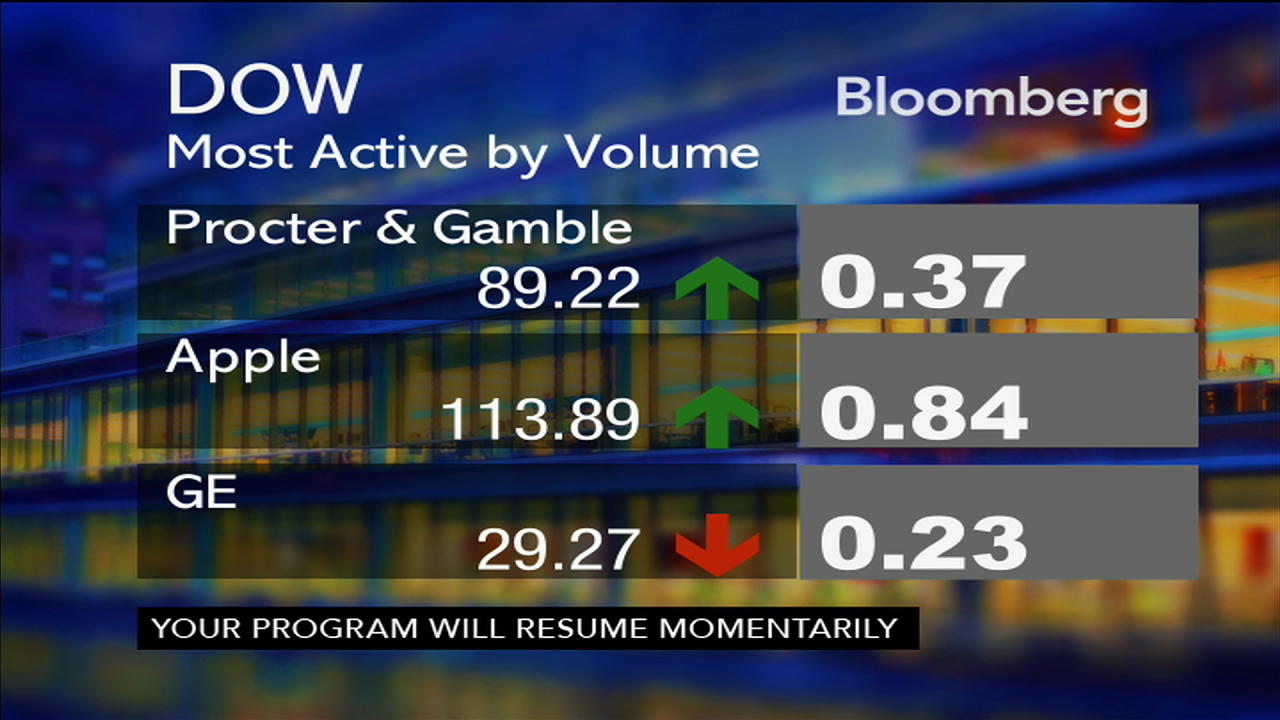 DOW
Bloomberg
Most Active by Volume
Procter & Gamble
89.22 0.37
Apple
113.89 0.84
GE
29.27 0.23
YOUR PROGRAM WILL RESUME MOMENTARILY